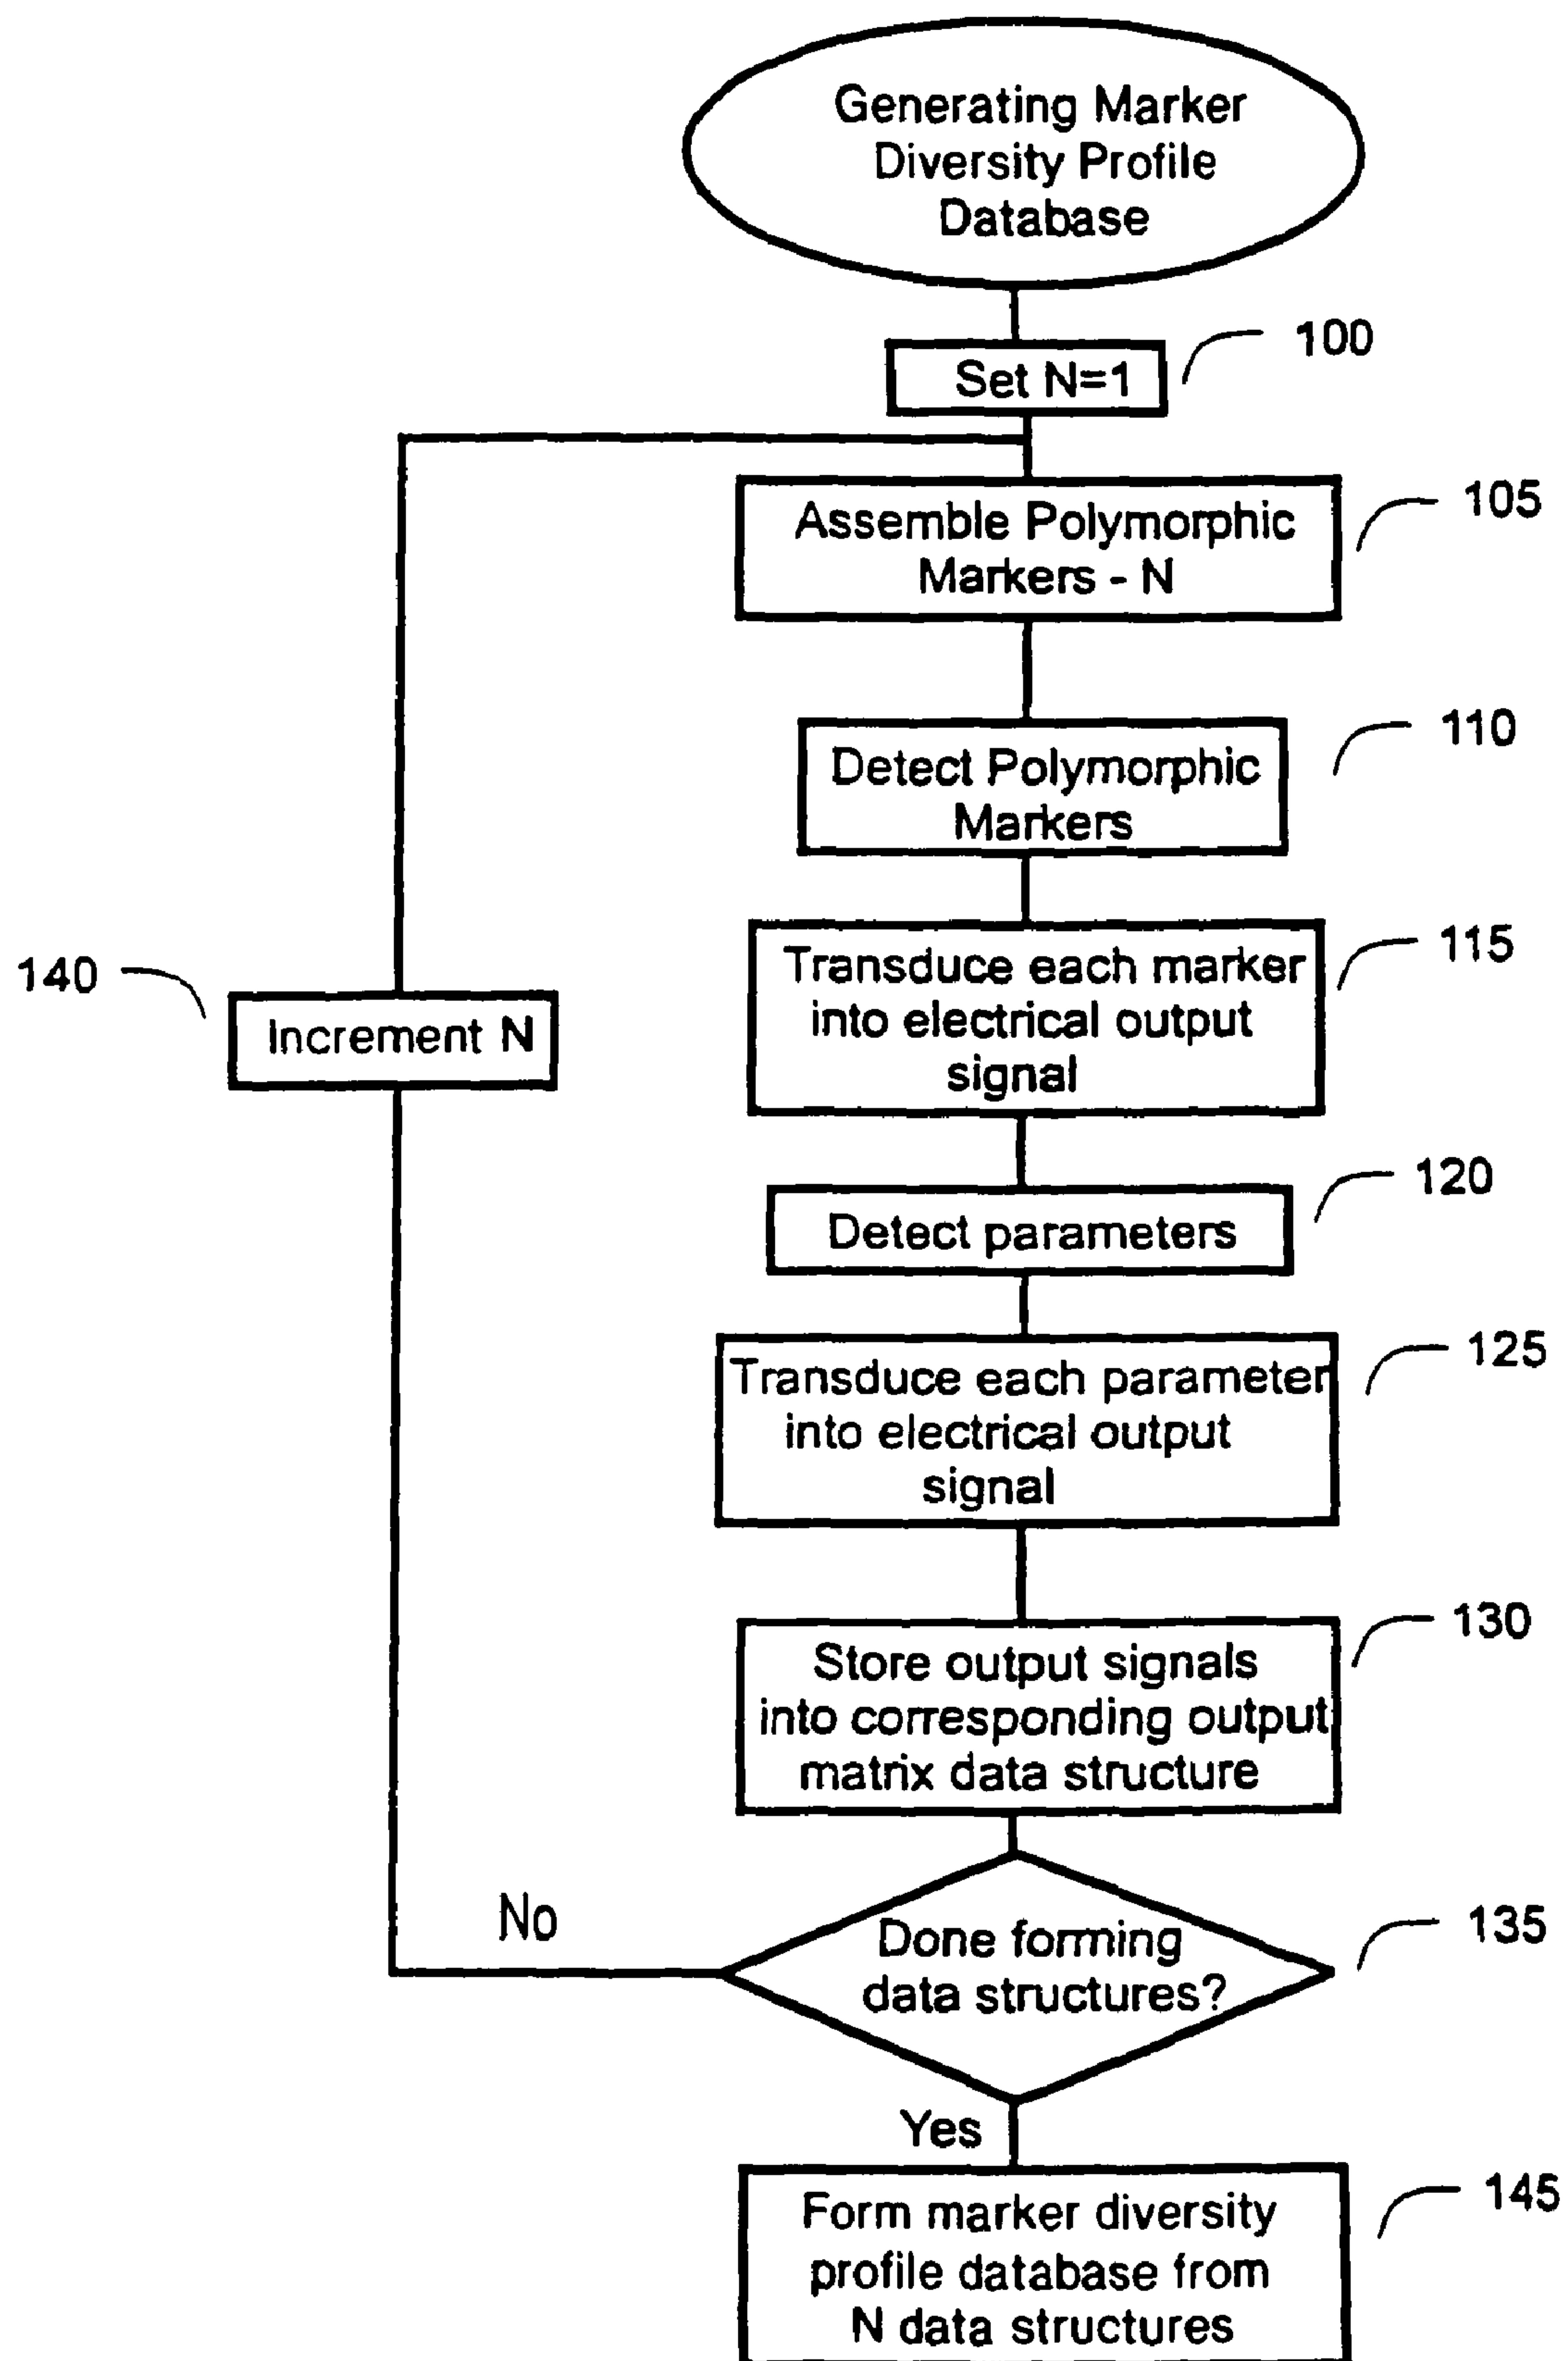 Generating Marker
Diversity Profile
Database
100
Set N=1
105
Assemble Polymorphic
Markers - N
110
Detect Polymorphic
Markers
115
Transduce each marker
into electrical output
signal
140
Increment N
120
Detect parameters
125
Transduce each parameter
into electrical output
signal
130
Store output signals
into corresponding output
matrix data structure
No
135
Done forming
data structures?
Yes
145
Form marker diversity
profile database from
N data structures